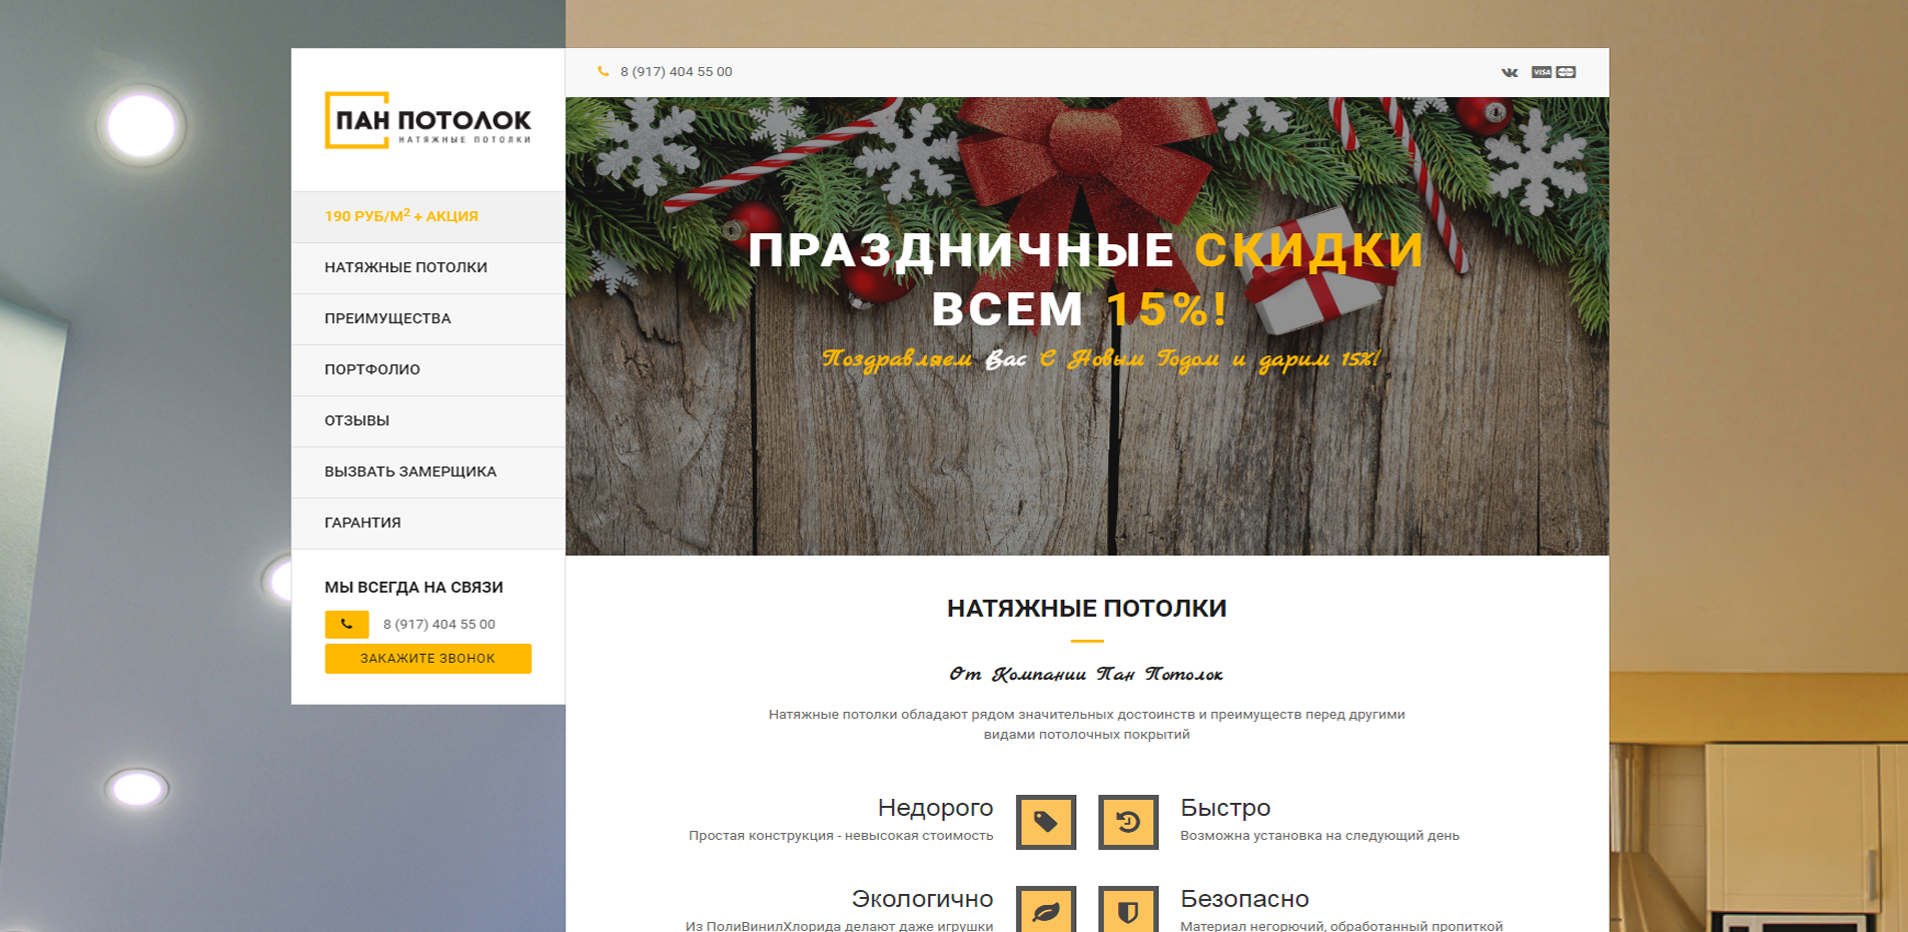 ПАН ПОТОЛОК
НАТЯЖНЫЕ ПОТОЛКИ
190 РУБ/М² + АКЦИЯ
НАТЯЖНЫЕ ПОТОЛКИ
ПРЕИМУЩЕСТВА
ПОРТФОЛИО
ОТЗЫВЫ
ВЫЗВАТЬ ЗАМЕРЩИКА
ГАРАНТИЯ
МЫ ВСЕГДА НА СВЯЗИ
8 (917) 404 55 00
ЗАКАЖИТЕ ЗВОНОК
8 (917) 404 55 00
VISA
ПРАЗДНИЧНЫЕ СКИДКИ
ВСЕМ 15%!
Поздравляем Вас С Новым Годом и дарим 15%!
НАТЯЖНЫЕ ПОТОЛКИ
От Компании Пан Потолок
Натяжные потолки обладают рядом значительных достоинств и преимуществ перед другими
видами потолочных покрытий
Недорого
Простая конструкция - невысокая стоимость
Быстро
Возможна установка на следующий день
Экологично
Из ПолиВинилХлорида делают даже игрушки
Безопасно
Материал негорючий, обработанный пропиткой